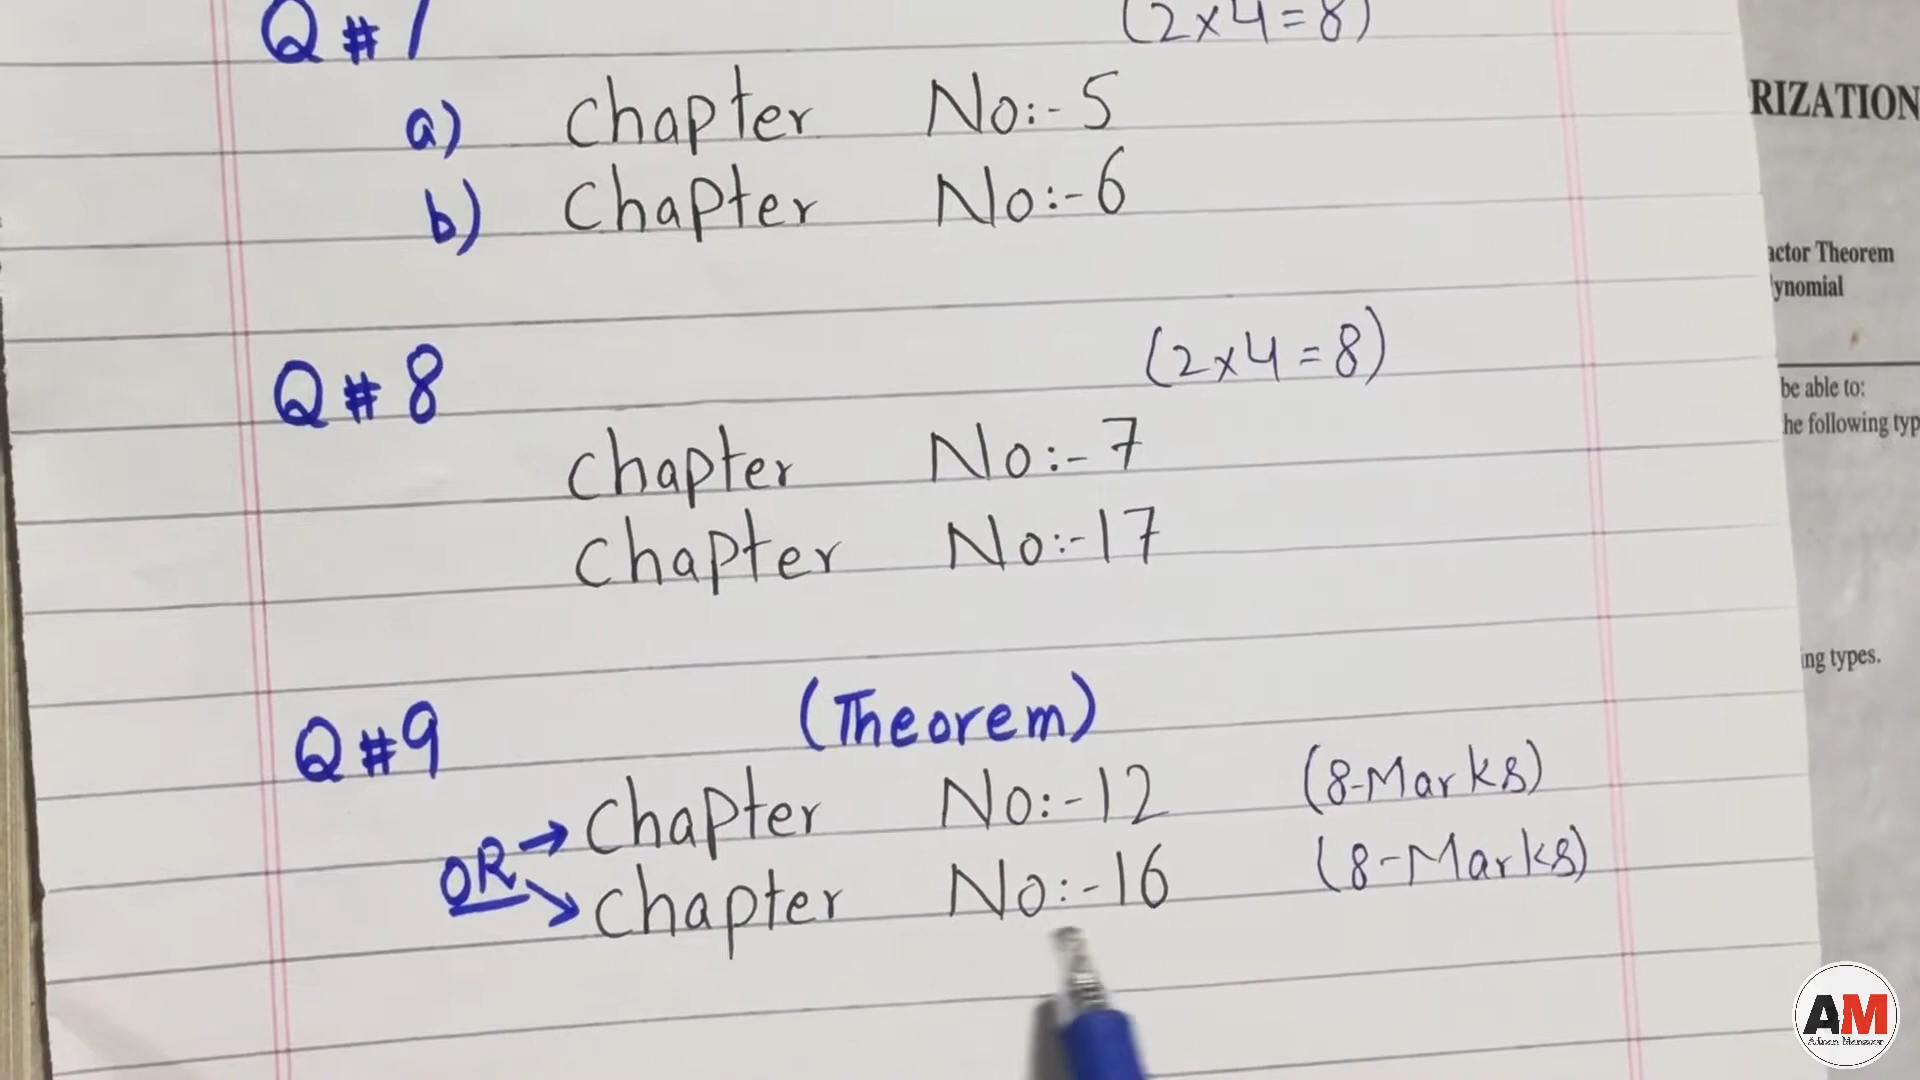 Q # 7 (2x4=8)
a) Chapter No:- 5
b) Chapter No:- 6
Q # 8 (2x4=8)
Chapter No:- 7
Chapter No:- 17
Q # 9 (Theorem)
OR → Chapter No:- 12 (8-Marks)
→ Chapter No:- 16 (8-Marks)
RIZATION
actor Theorem
ynomial
be able to:
he following typ
ing types.
AM
Adnan Manzoor